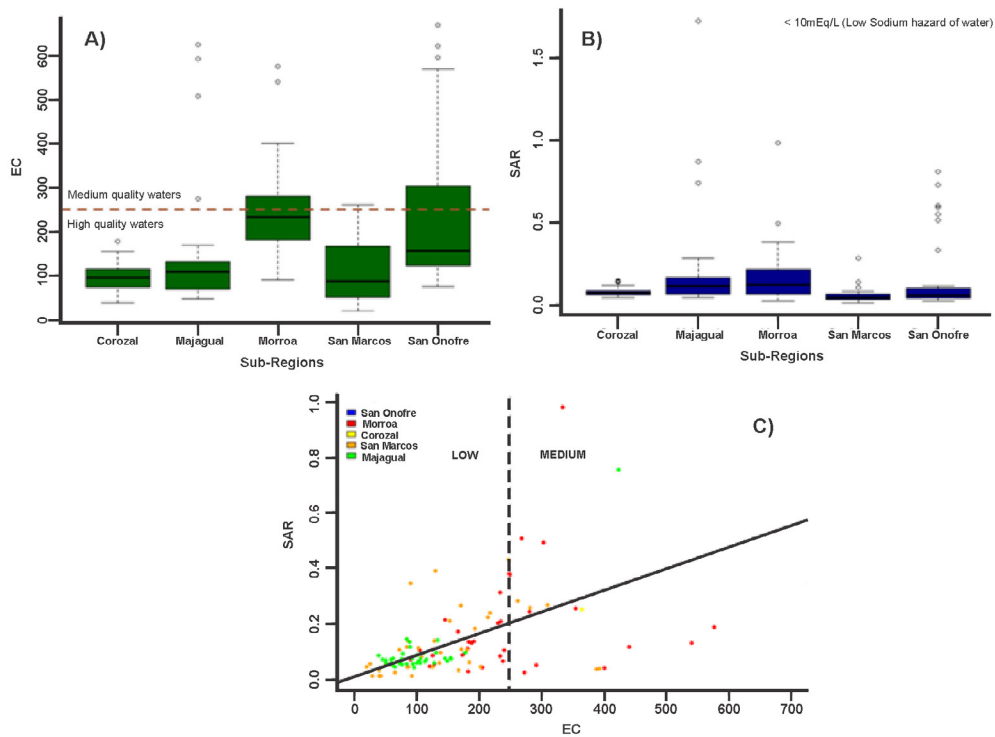 A)
600
500
400
300
200
100
0
EC
Medium quality waters
High quality waters
Corozal
Majagual
Morroa
San Marcos
San Onofre
Sub-Regions
B)
< 10mEq/L (Low Sodium hazard of water)
1.5
1.0
0.5
0.0
SAR
Corozal
Majagual
Morroa
San Marcos
San Onofre
Sub-Regions
C)
1.0
0.8
0.6
0.4
0.2
0.0
SAR
San Onofre
Morroa
Corozal
San Marcos
Majagual
LOW
MEDIUM
0
100
200
300
400
500
600
700
EC